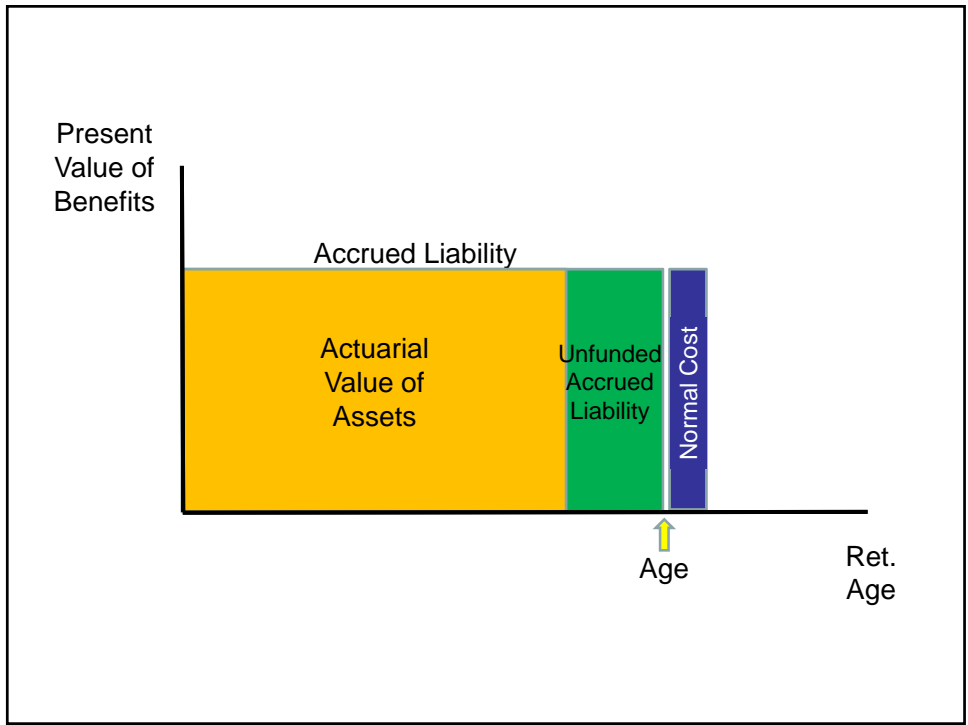 Present
Value of
Benefits
Accrued Liability
Actuarial
Value of
Assets
Unfunded
Accrued
Liability
Normal Cost
Age
Ret.
Age